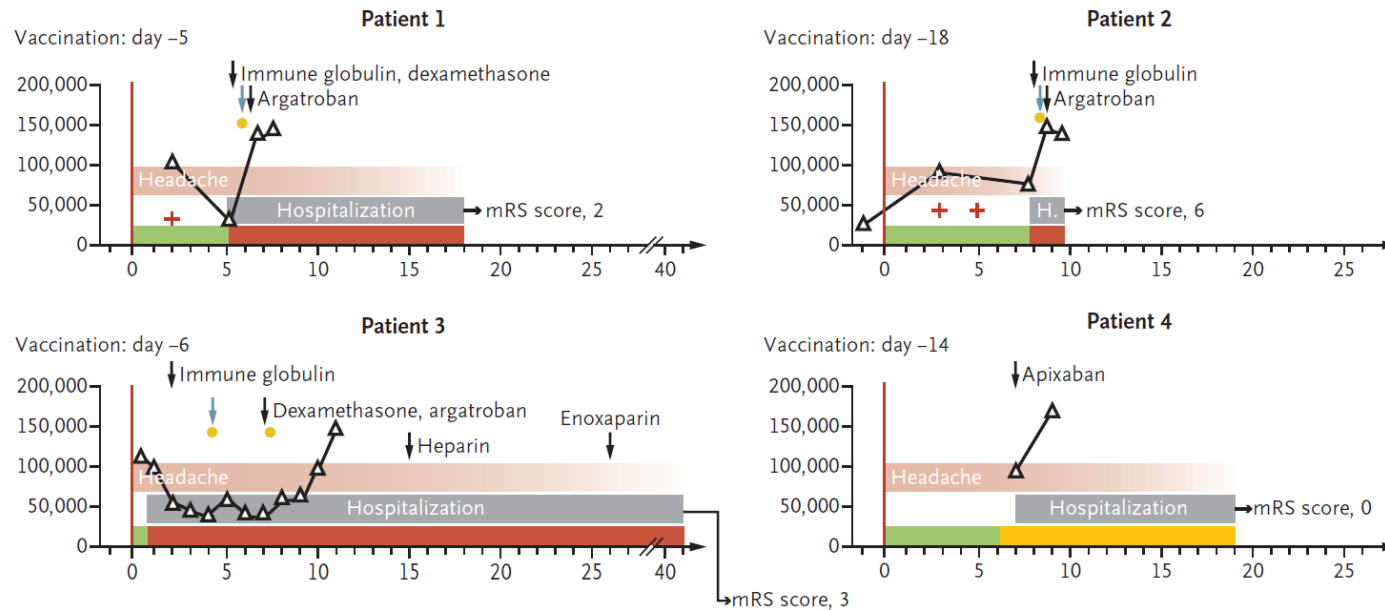 Patient 1
Vaccination: day –5
Immune globulin, dexamethasone
Argatroban
200,000
150,000
100,000
50,000
0
Headache
Hospitalization
mRS score, 2
0 5 10 15 20 25 40
Patient 2
Vaccination: day –18
Immune globulin
Argatroban
200,000
150,000
100,000
50,000
0
Headache
H.
mRS score, 6
0 5 10 15 20 25
Patient 3
Vaccination: day –6
Immune globulin
Dexamethasone, argatroban
Heparin
Enoxaparin
200,000
150,000
100,000
50,000
0
Headache
Hospitalization
0 5 10 15 20 25 40
mRS score, 3
Patient 4
Vaccination: day –14
Apixaban
200,000
150,000
100,000
50,000
0
Headache
Hospitalization
mRS score, 0
0 5 10 15 20 25